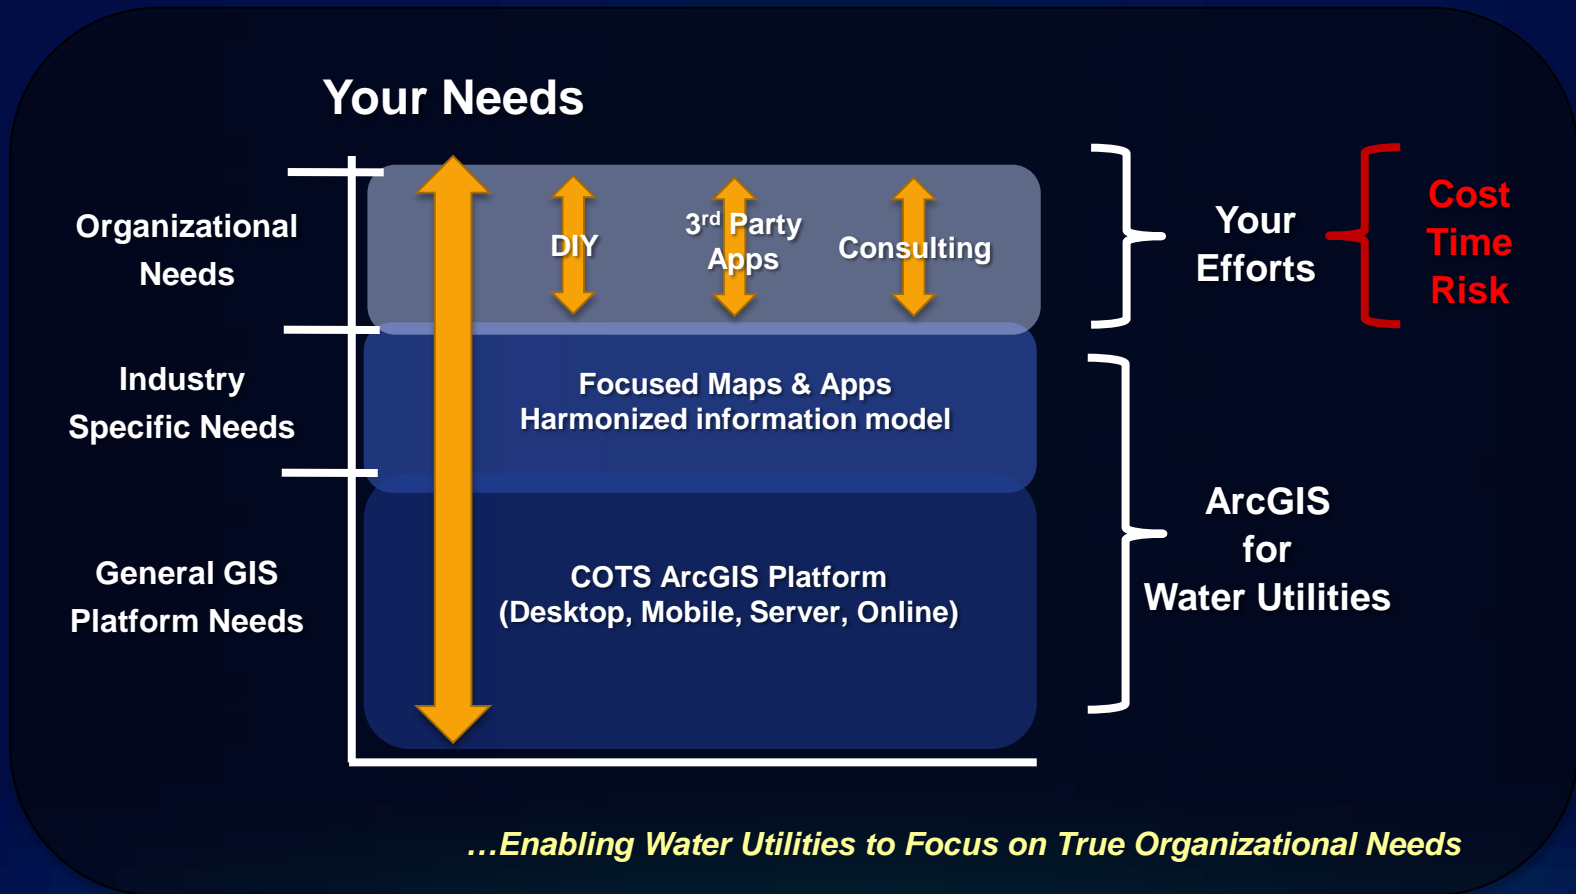 Your Needs
Organizational
Needs
DIY
3rd Party
Apps
Consulting
Your
Efforts
Cost
Time
Risk
Industry
Specific Needs
Focused Maps & Apps
Harmonized information model
General GIS
Platform Needs
COTS ArcGIS Platform
(Desktop, Mobile, Server, Online)
ArcGIS
for
Water Utilities
…Enabling Water Utilities to Focus on True Organizational Needs